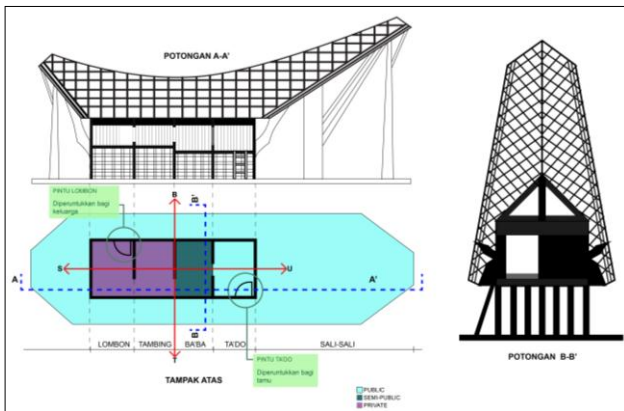 POTONGAN A-A'
PINTU LOMBON
Diperuntukkan bagi
keluarga
B
B'
A
S
U
A'
B
T
LOMBON
TAMBING
BA'BA
TA'DO
SALI-SALI
TAMPAK ATAS
PINTU TA'DO
Diperuntukkan bagi
tamu
PUBLIC
SEMI-PUBLIC
PRIVATE
POTONGAN B-B'